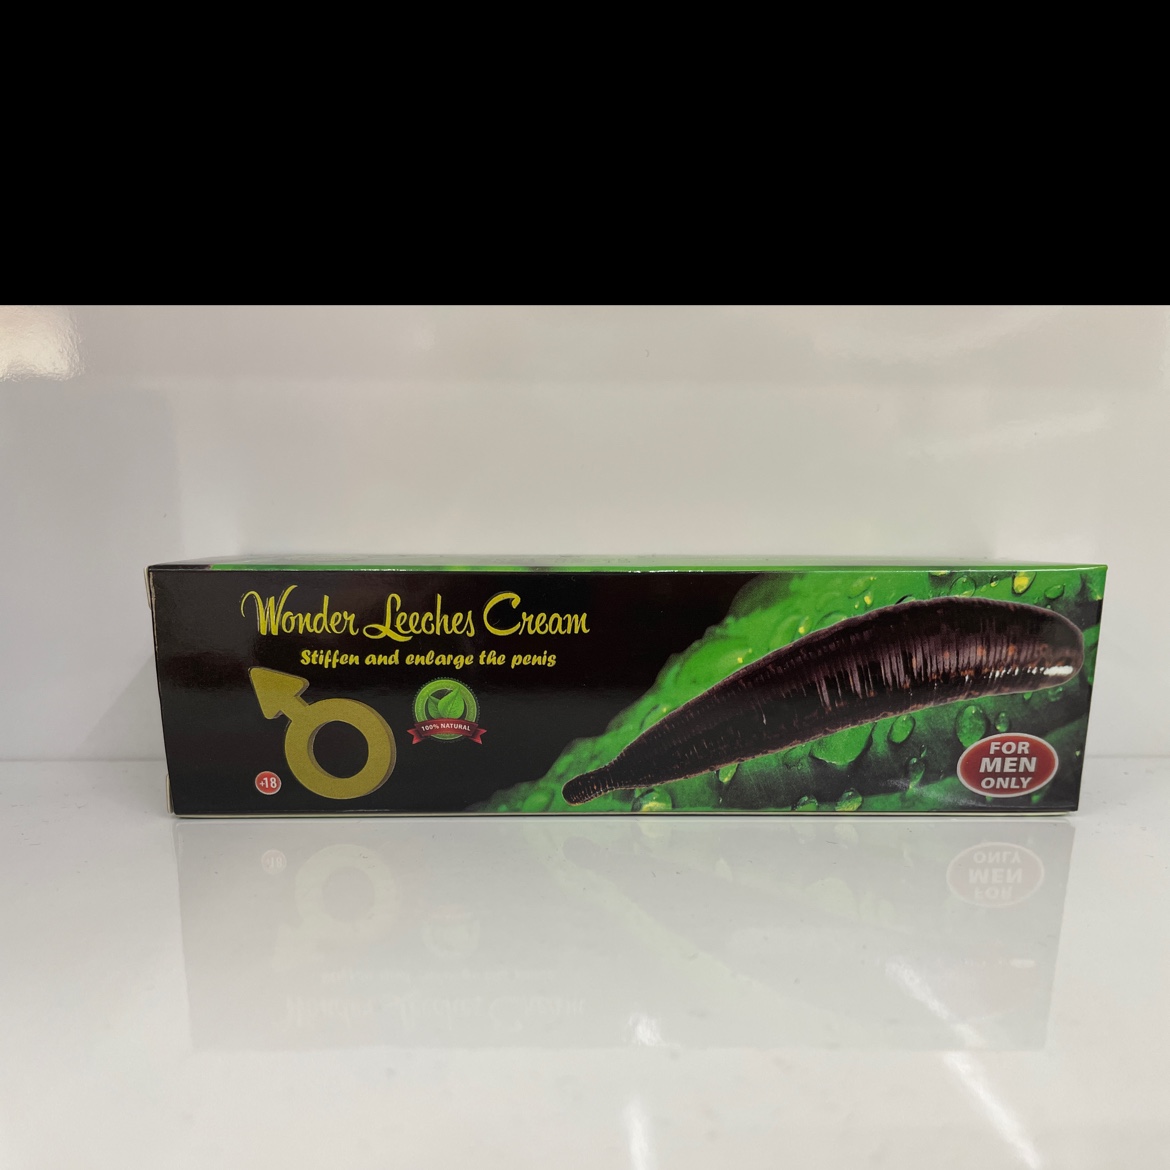 Wonder Leeches Cream
Stiffen and enlarge the penis
100% NATURAL
+18
FOR
MEN
ONLY